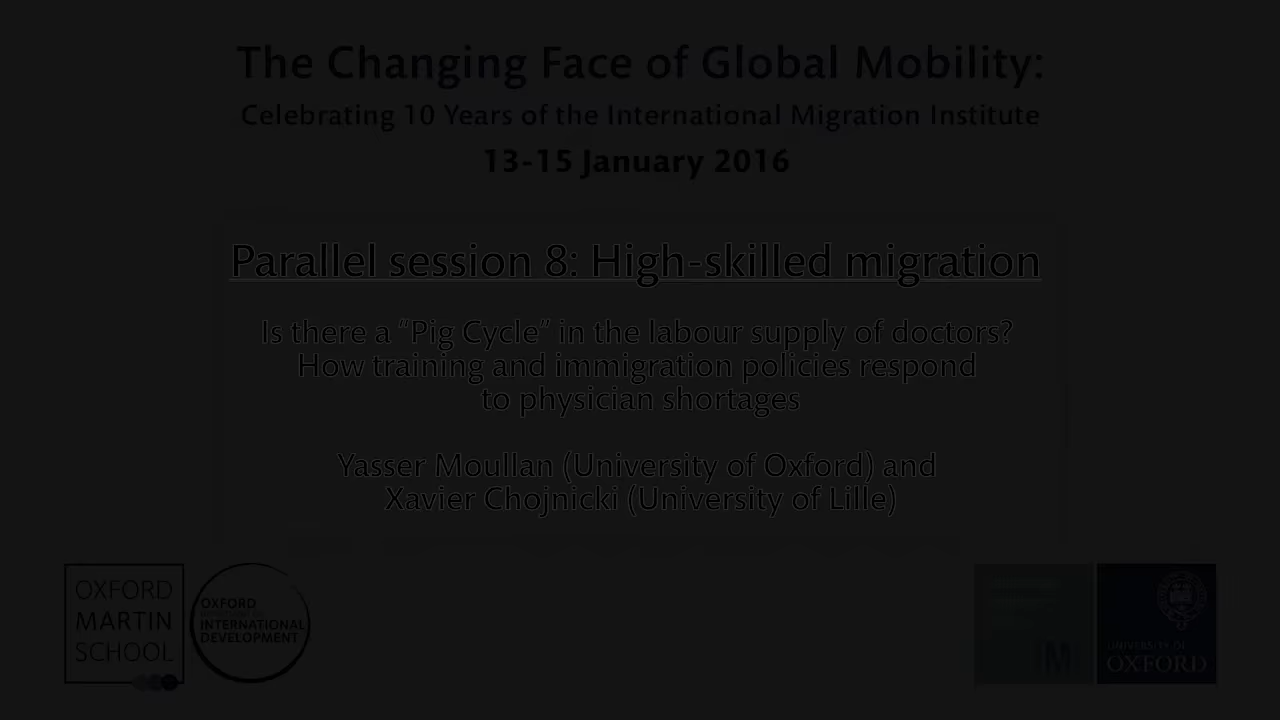 The Changing Face of Global Mobility:
Celebrating 10 Years of the International Migration Institute
13-15 January 2016
Parallel session 8: High-skilled migration
Is there a “Pig Cycle” in the labour supply of doctors?
How training and immigration policies respond
to physician shortages
Yasser Moullan (University of Oxford) and
Xavier Chojnicki (University of Lille)
OXFORD
MARTIN
SCHOOL
OXFORD
INTERNATIONAL
DEVELOPMENT
M
UNIVERSITY OF
OXFORD